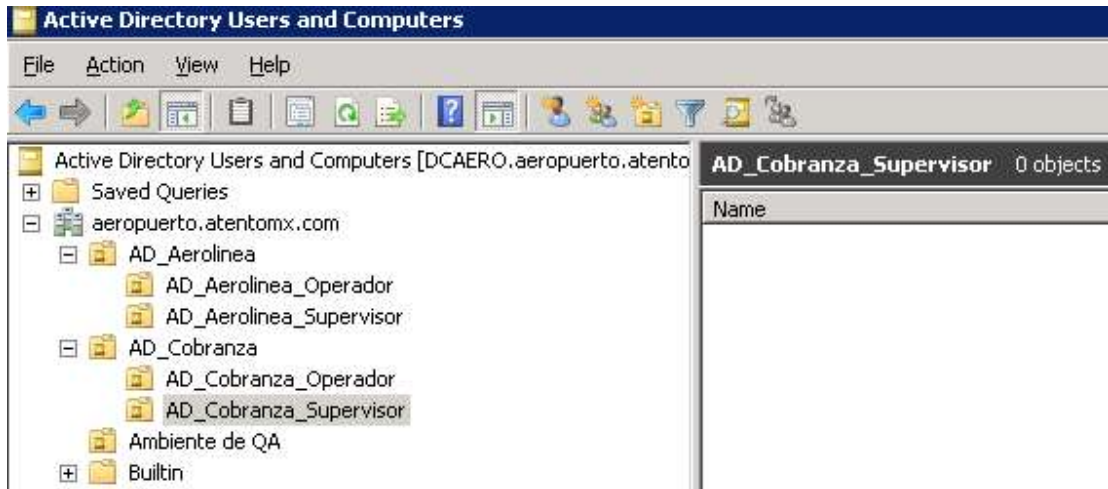 Active Directory Users and Computers
File Action View Help
Active Directory Users and Computers [DCAERO.aeropuerto.atento
Saved Queries
aeropuerto.atentomx.com
AD_Aerolinea
AD_Aerolinea_Operador
AD_Aerolinea_Supervisor
AD_Cobranza
AD_Cobranza_Operador
AD_Cobranza_Supervisor
Ambiente de QA
Builtin
AD_Cobranza_Supervisor 0 objects
Name